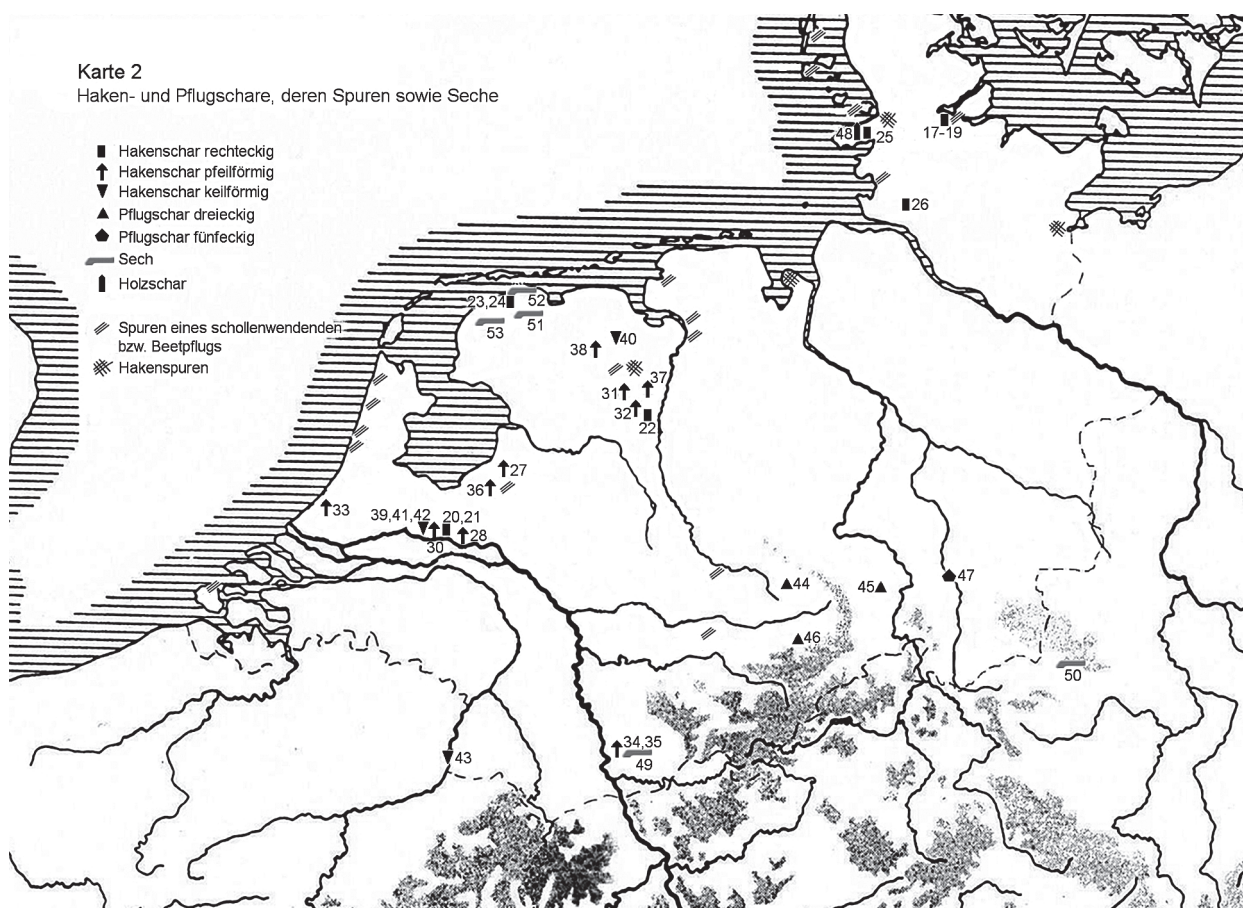 Karte 2
Haken- und Pflugschare, deren Spuren sowie Seche
Hakenschar rechteckig
Hakenschar pfeilförmig
Hakenschar keilförmig
Pflugschar dreieckig
Pflugschar fünfeckig
Sech
Holzschar
Spuren eines schollenwendenden
bzw. Beetpflugs
Hakenspuren
48
25
17-19
26
23,24
52
51
53
40
38
37
31
32
22
27
36
33
39,41,42
20,21
30
28
44
45
47
46
50
34,35
49
43